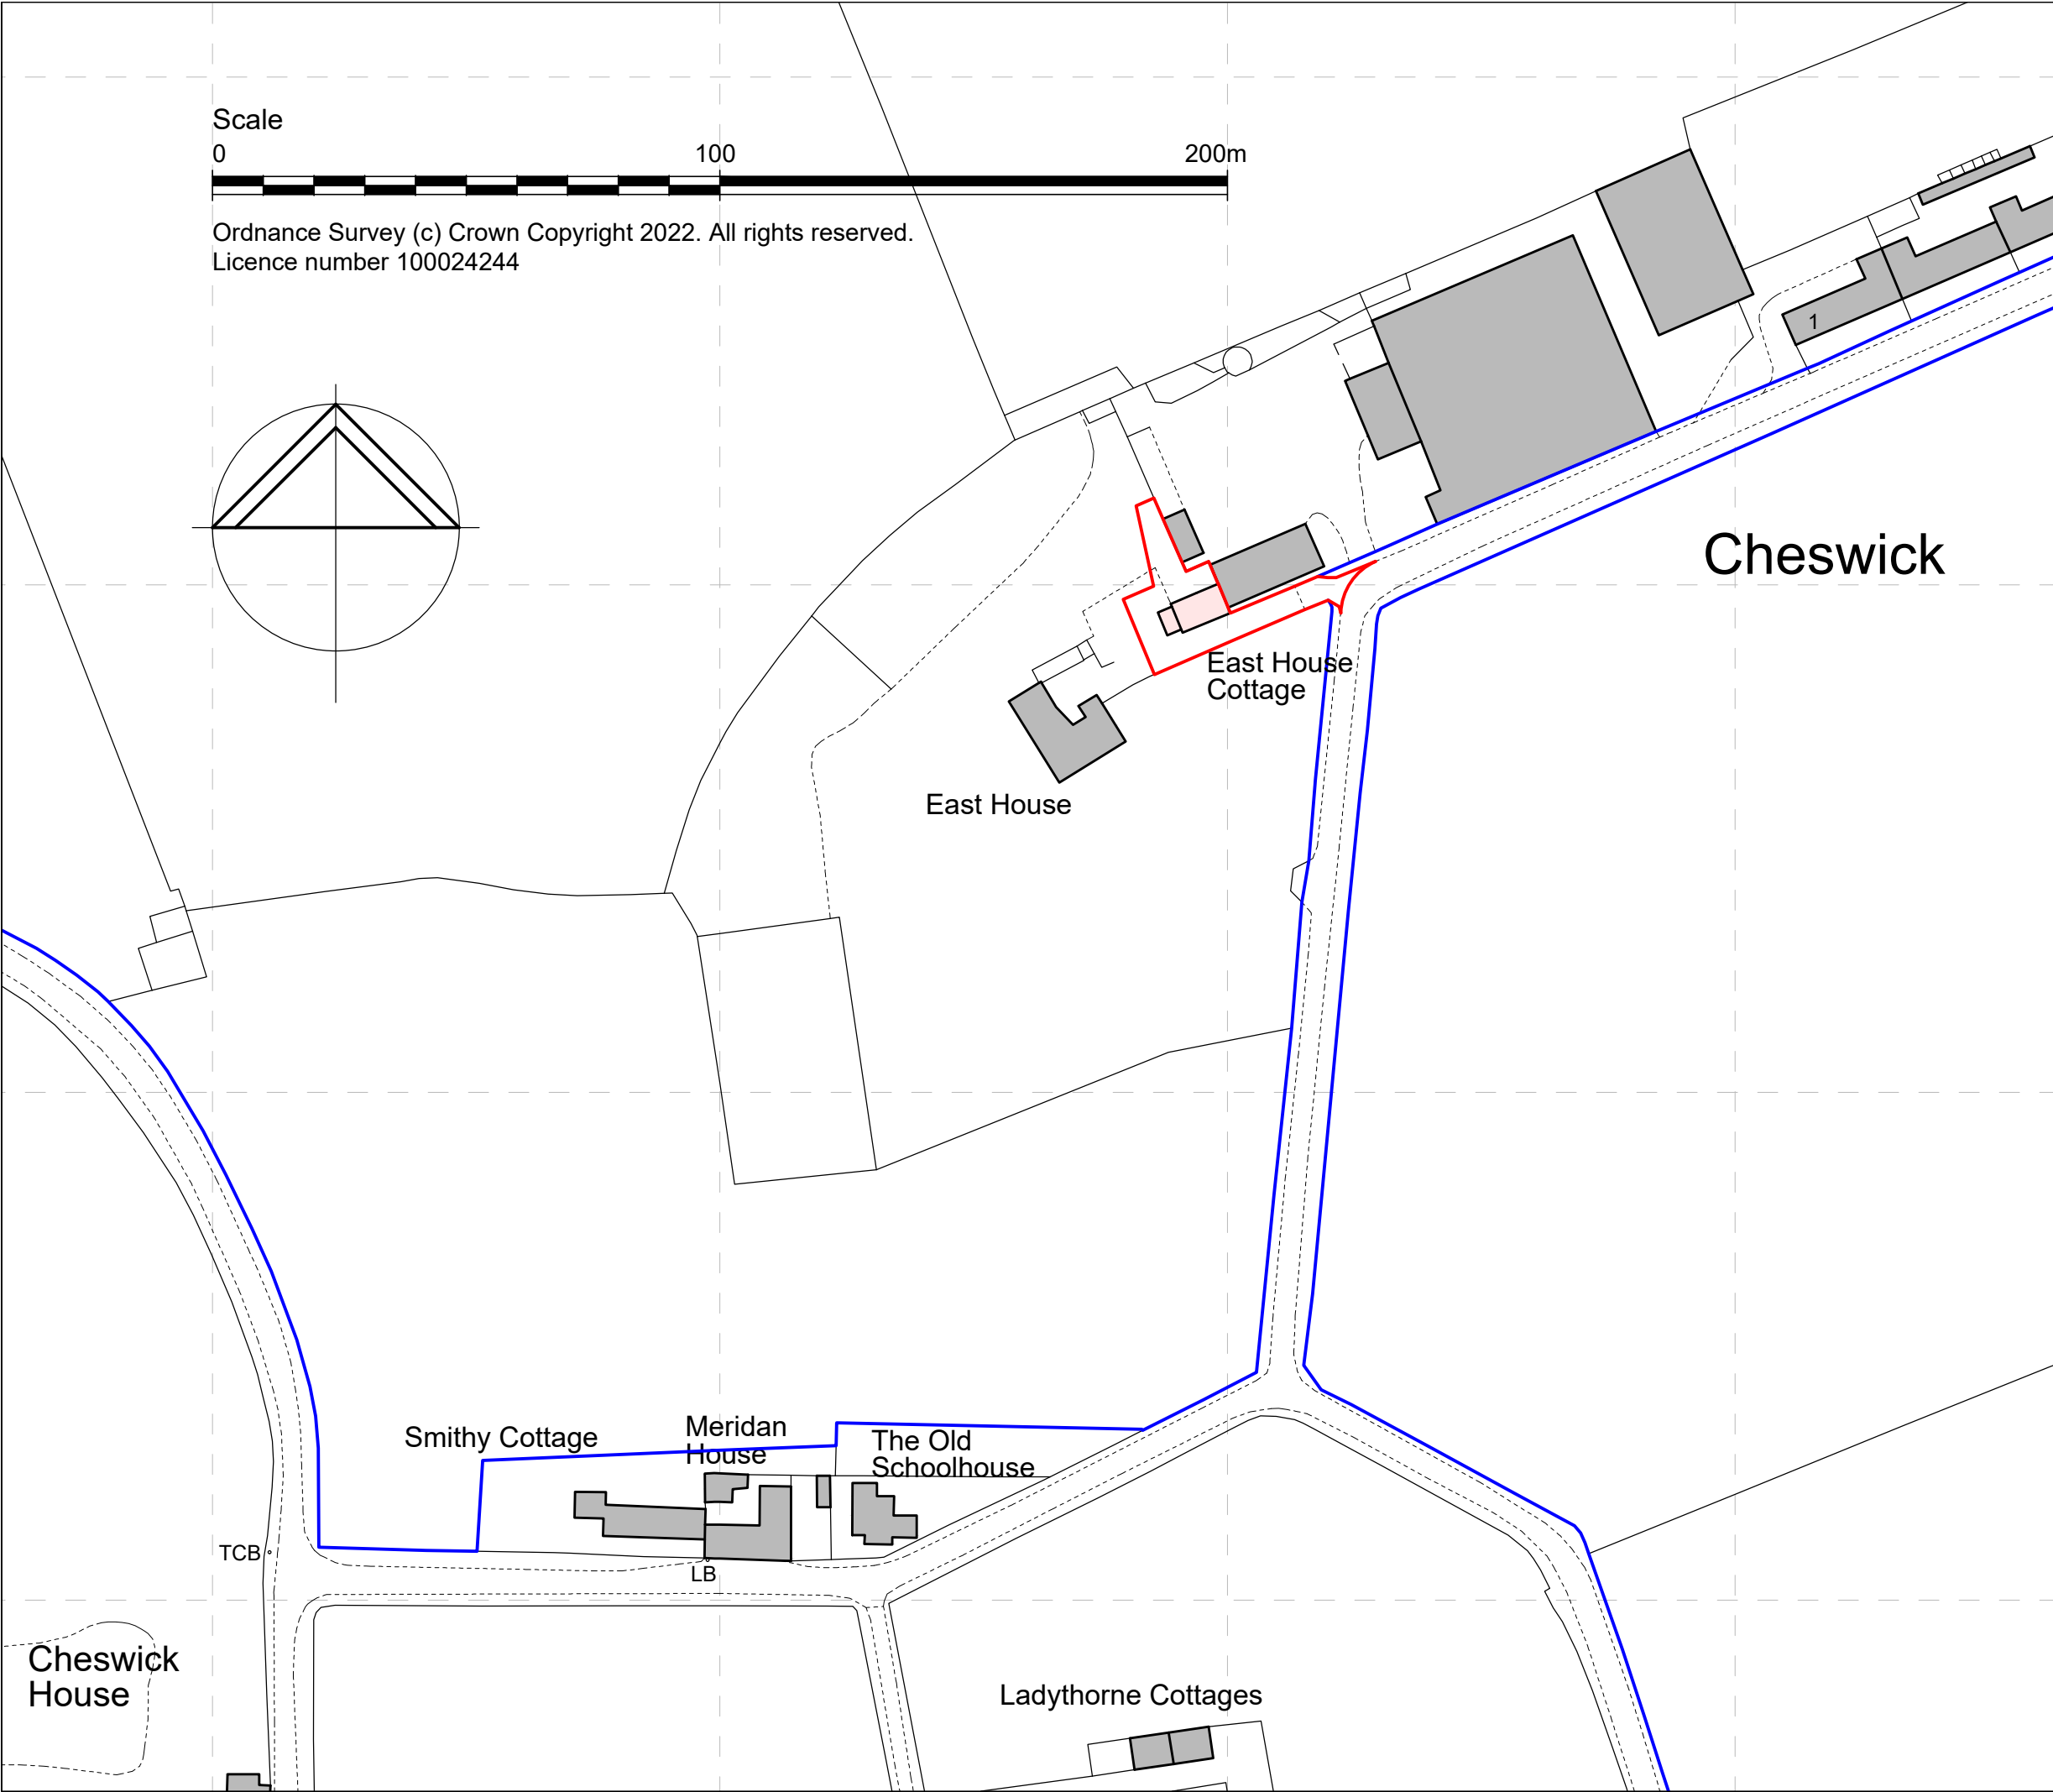 Scale
0 100 200m
Ordnance Survey (c) Crown Copyright 2022. All rights reserved.
Licence number 100024244
1
Cheswick
East House
Cottage
East House
Smithy Cottage
Meridan
House
The Old
Schoolhouse
TCB
LB
Cheswick
House
Ladythorne Cottages